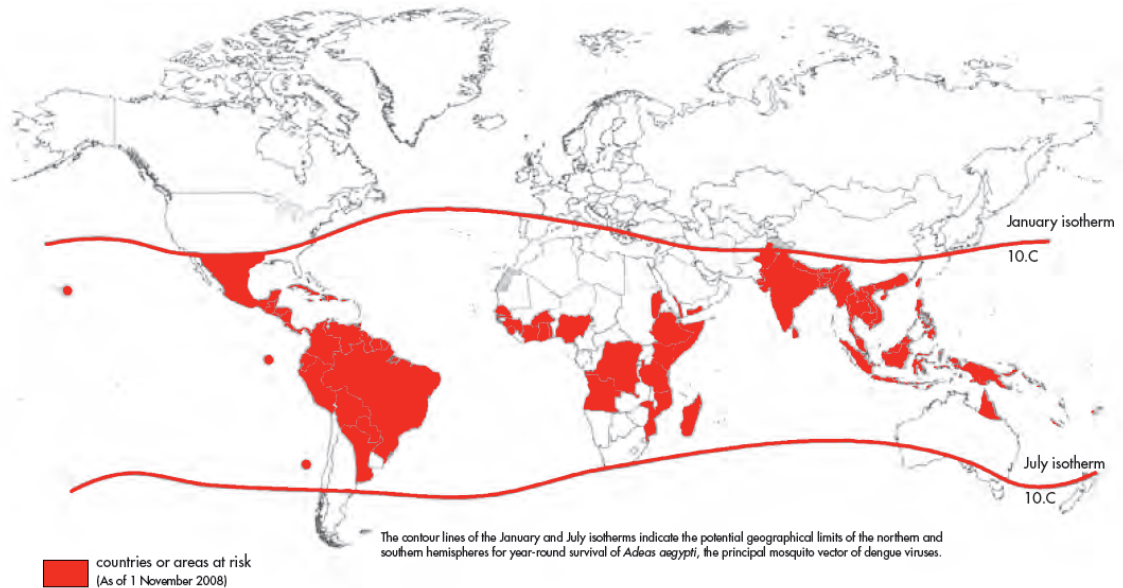 January isotherm
10.C
July isotherm
10.C
The contour lines of the January and July isotherms indicate the potential geographical limits of the northern and
southern hemispheres for year-round survival of Adeas aegypti, the principal mosquito vector of dengue viruses.
countries or areas at risk
(As of 1 November 2008)